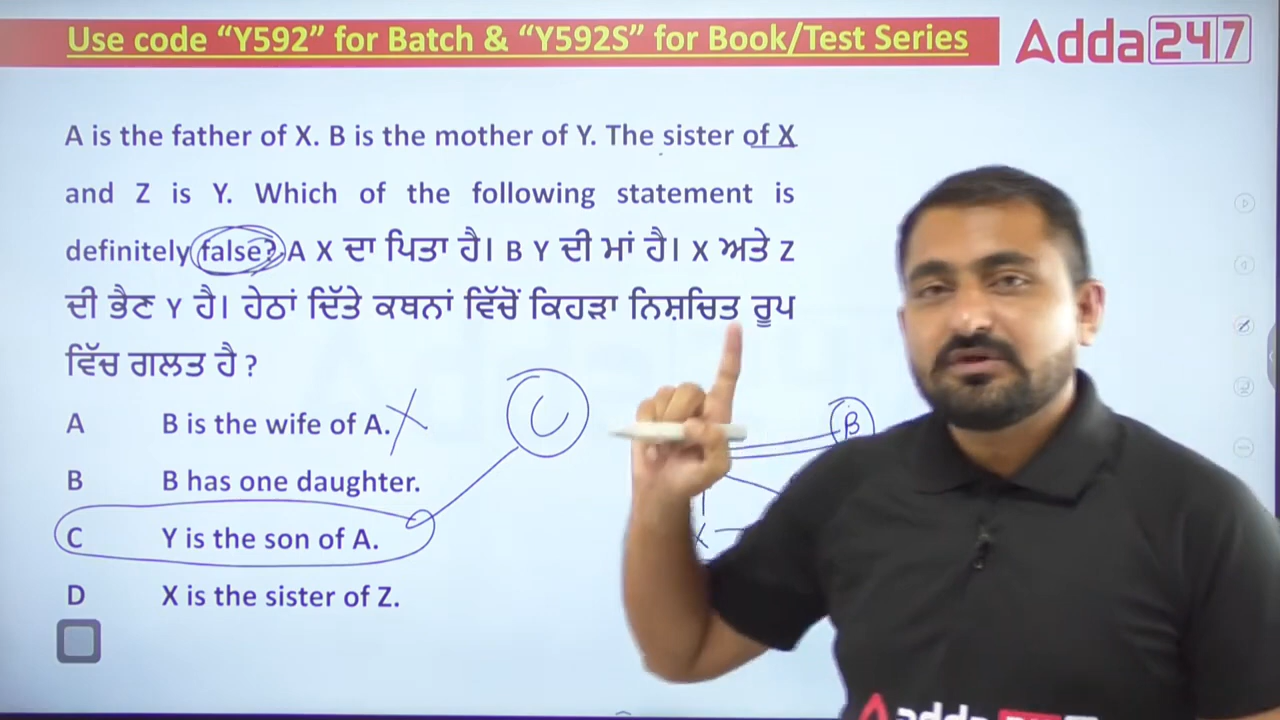 Use code “Y592” for Batch & “Y592S” for Book/Test Series
Adda247
A is the father of X. B is the mother of Y. The sister of X
and Z is Y. Which of the following statement is
definitely false? A X ਦਾ ਪਿਤਾ ਹੈ। B Y ਦੀ ਮਾਂ ਹੈ। X ਅਤੇ Z
ਦੀ ਭੈਣ Y ਹੈ। ਹੇਠਾਂ ਦਿੱਤੇ ਕਥਨਾਂ ਵਿੱਚੋਂ ਕਿਹੜਾ ਨਿਸ਼ਚਿਤ ਰੂਪ
ਵਿੱਚ ਗਲਤ ਹੈ ?
A B is the wife of A. X
B B has one daughter.
C Y is the son of A.
D X is the sister of Z.
C
B
X